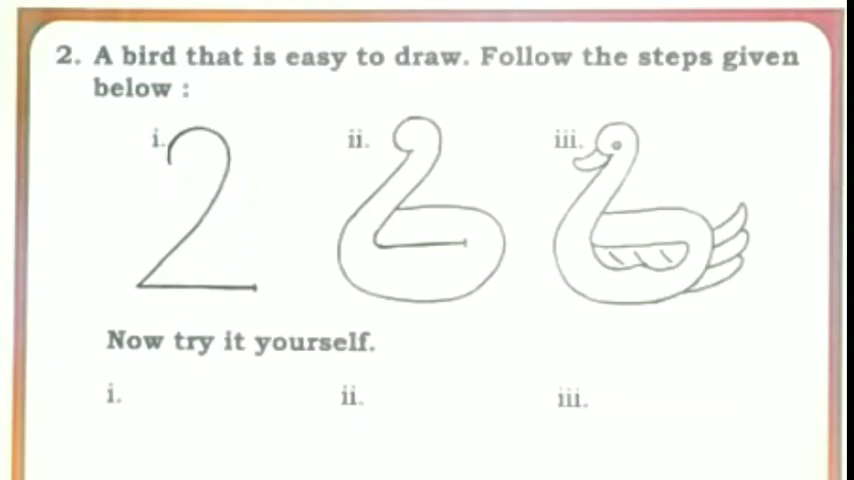 2. A bird that is easy to draw. Follow the steps given
below :
i. ii. iii.
2
Now try it yourself.
i. ii. iii.